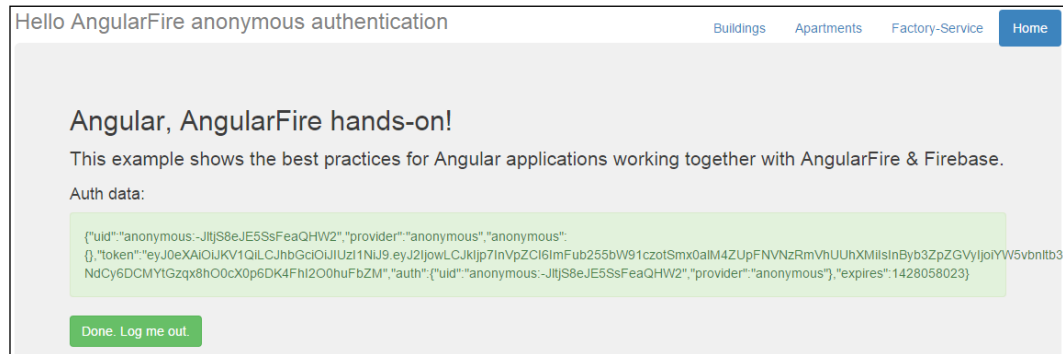 Hello AngularFire anonymous authentication
Buildings Apartments Factory-Service Home
Angular, AngularFire hands-on!
This example shows the best practices for Angular applications working together with AngularFire & Firebase.
Auth data:
{"uid":"anonymous:-JltjS8eJE5SsFeaQHW2","provider":"anonymous","anonymous":
{},"token":"eyJ0eXAiOiJKV1QiLCJhbGciOiJIUzI1NiJ9.eyJ2IjowLCJkIjp7InVpZCI6ImFub255bW91czotSmx0alM4ZUpFNVNzRmVhUUhXMiIsInByb3ZpZGVyIjoiYW5vbnltb3
NdCy6DCMYtGzqx8hO0cX0p6DK4FhI2O0huFbZM","auth":{"uid":"anonymous:-JltjS8eJE5SsFeaQHW2","provider":"anonymous"},"expires":1428058023}
Done. Log me out.